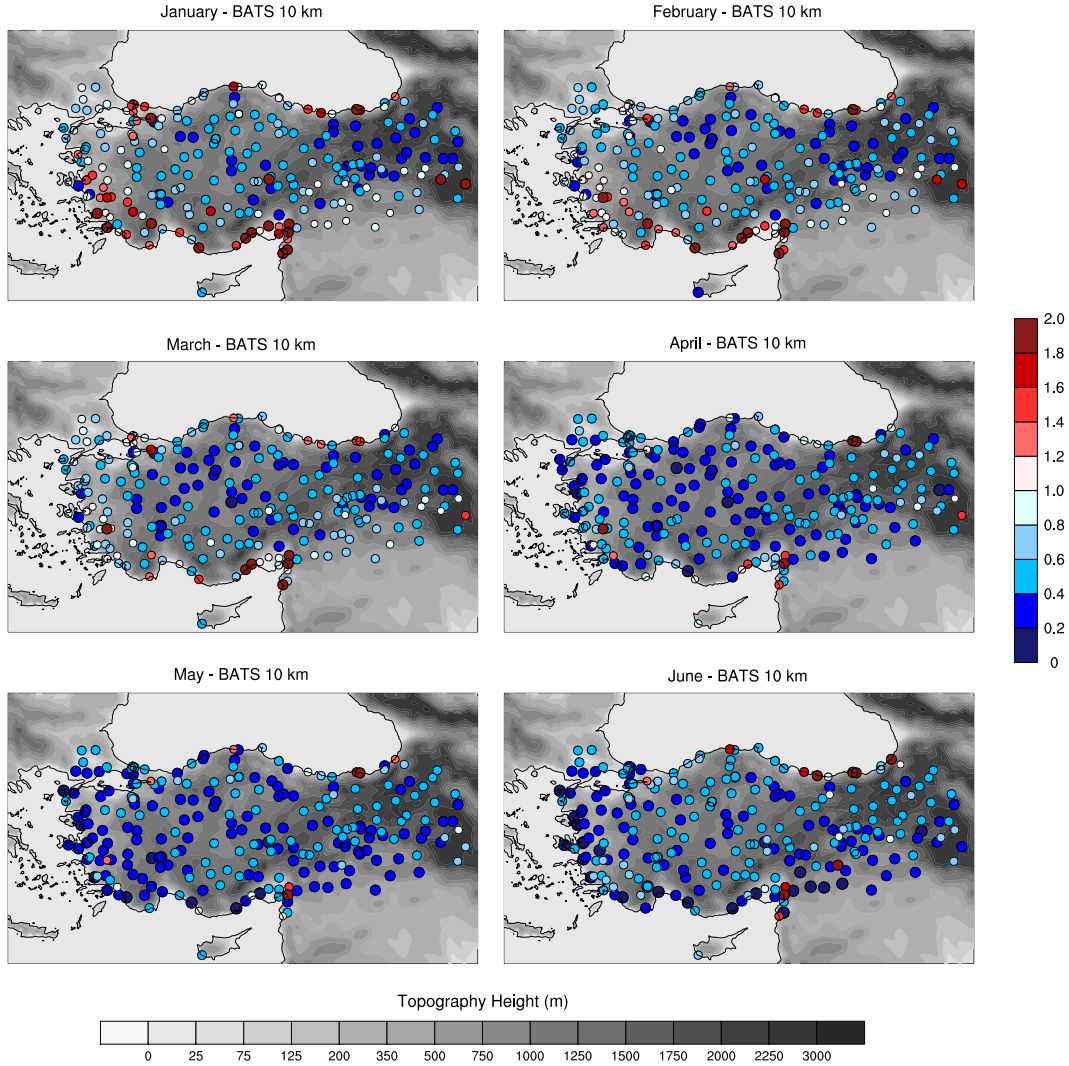 January - BATS 10 km
February - BATS 10 km
March - BATS 10 km
April - BATS 10 km
May - BATS 10 km
June - BATS 10 km
2.0
1.8
1.6
1.4
1.2
1.0
0.8
0.6
0.4
0.2
0
Topography Height (m)
0 25 75 125 200 350 500 750 1000 1250 1500 1750 2000 2250 3000